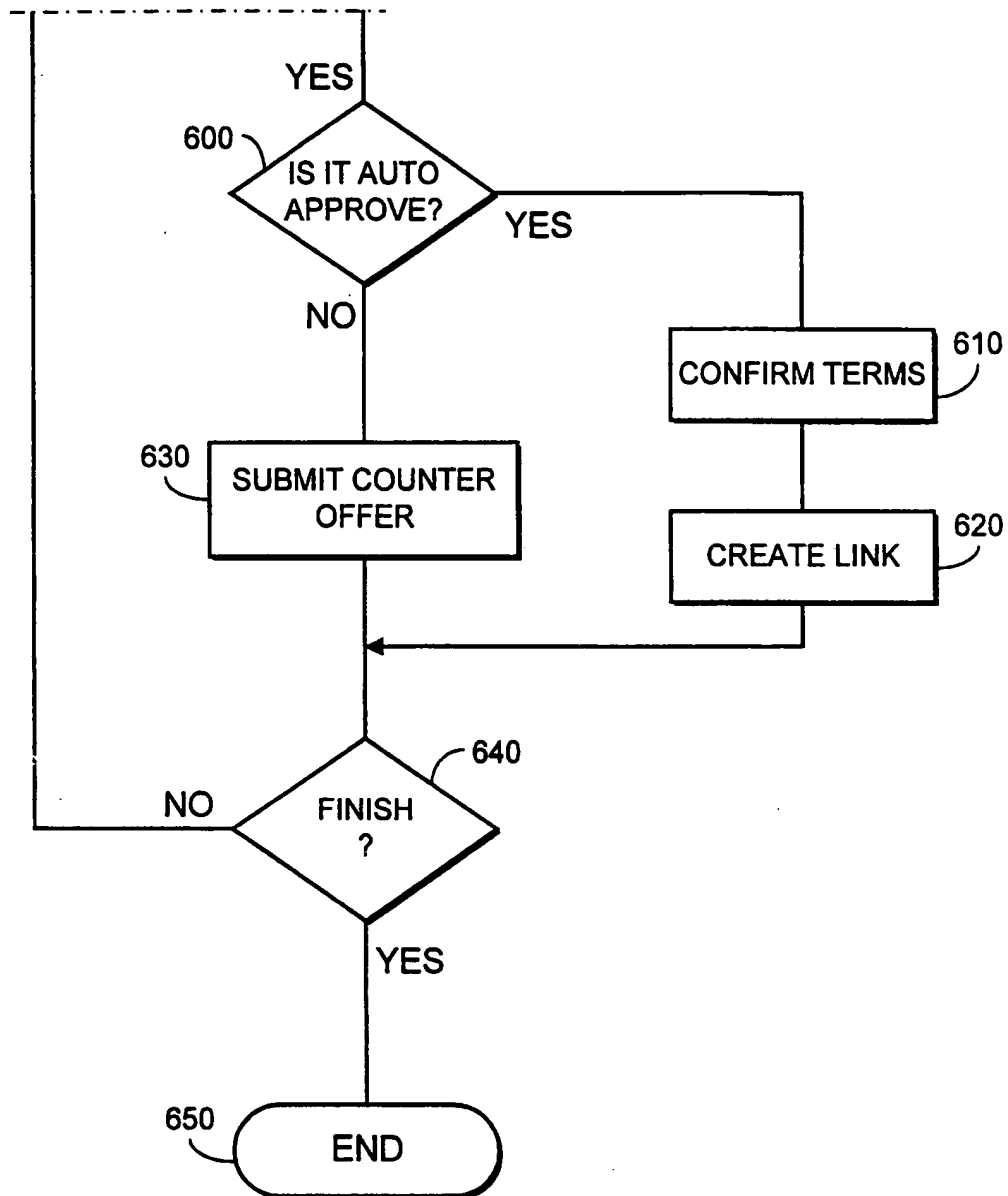 YES
600
IS IT AUTO
APPROVE?
YES
NO
610
CONFIRM TERMS
630
SUBMIT COUNTER
OFFER
620
CREATE LINK
640
NO
FINISH
?
YES
650
END